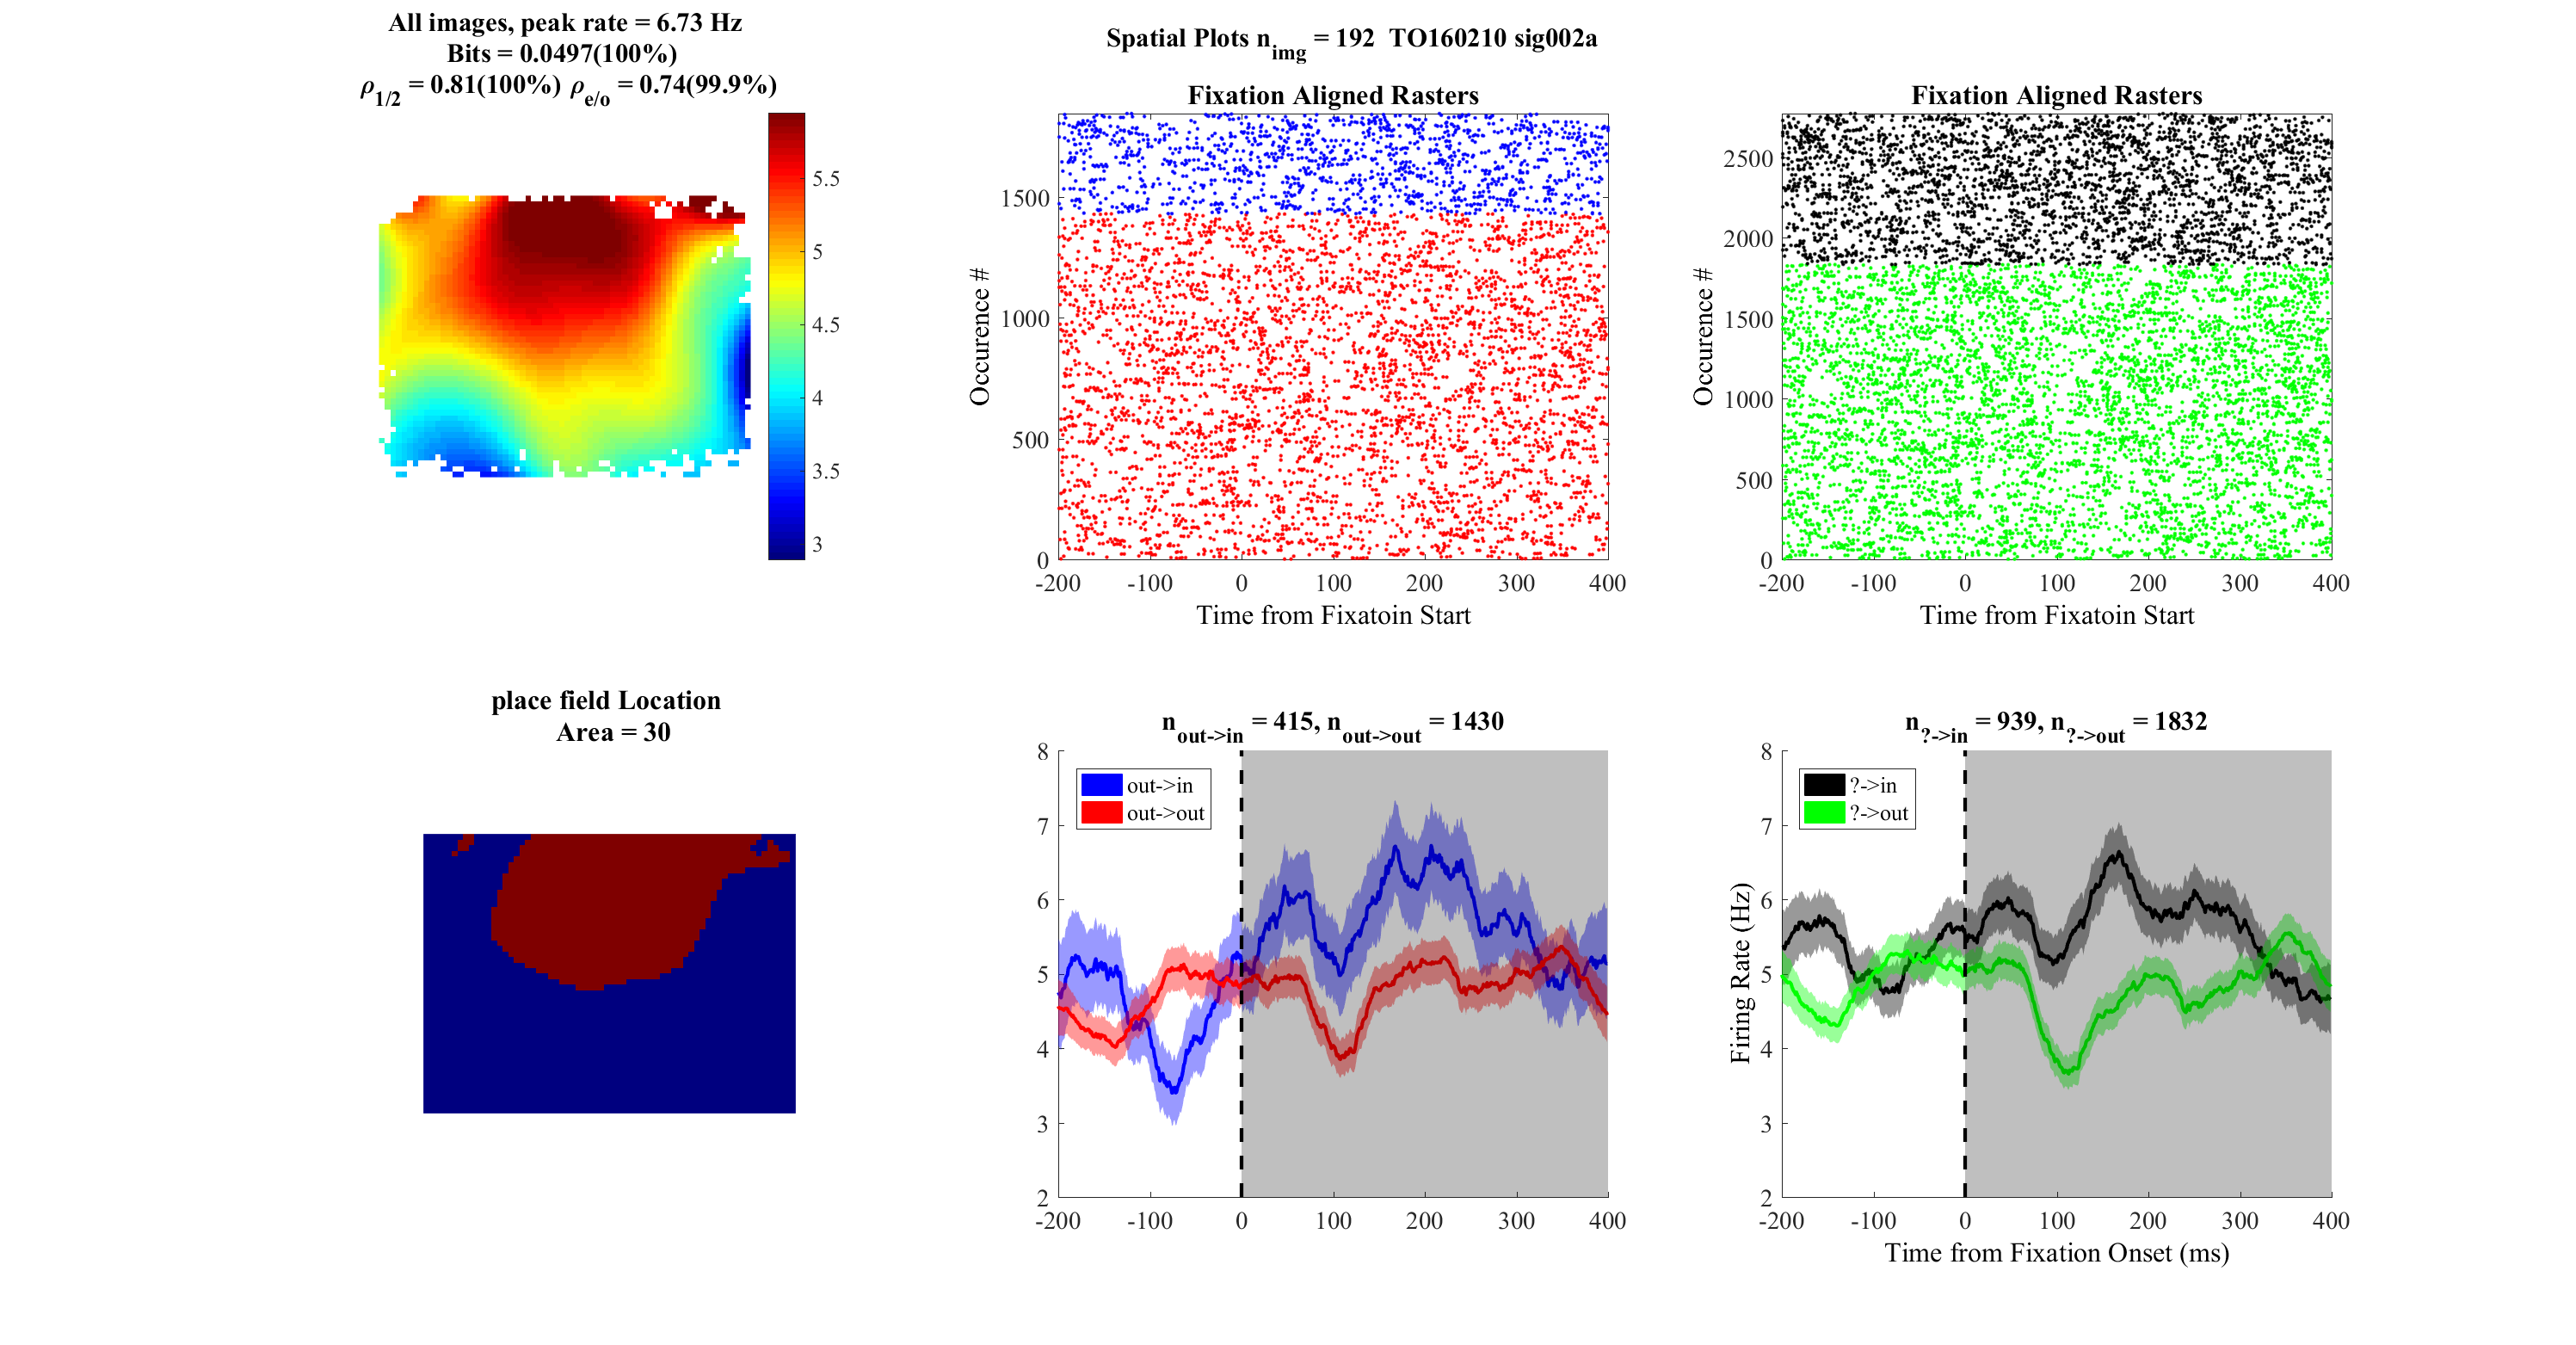 All images, peak rate = 6.73 Hz
Bits = 0.0497(100%)
ρ1/2 = 0.81(100%) ρe/o = 0.74(99.9%)
5.5
5
4.5
4
3.5
3
Spatial Plots nimg = 192 TO160210 sig002a
Fixation Aligned Rasters
Occurence #
1500
1000
500
0
-200 -100 0 100 200 300 400
Time from Fixatoin Start
Fixation Aligned Rasters
Occurence #
2500
2000
1500
1000
500
0
-200 -100 0 100 200 300 400
Time from Fixatoin Start
place field Location
Area = 30
nout->in = 415, nout->out = 1430
out->in
out->out
8
7
6
5
4
3
2
-200 -100 0 100 200 300 400
n?->in = 939, n?->out = 1832
?->in
?->out
Firing Rate (Hz)
8
7
6
5
4
3
2
-200 -100 0 100 200 300 400
Time from Fixation Onset (ms)